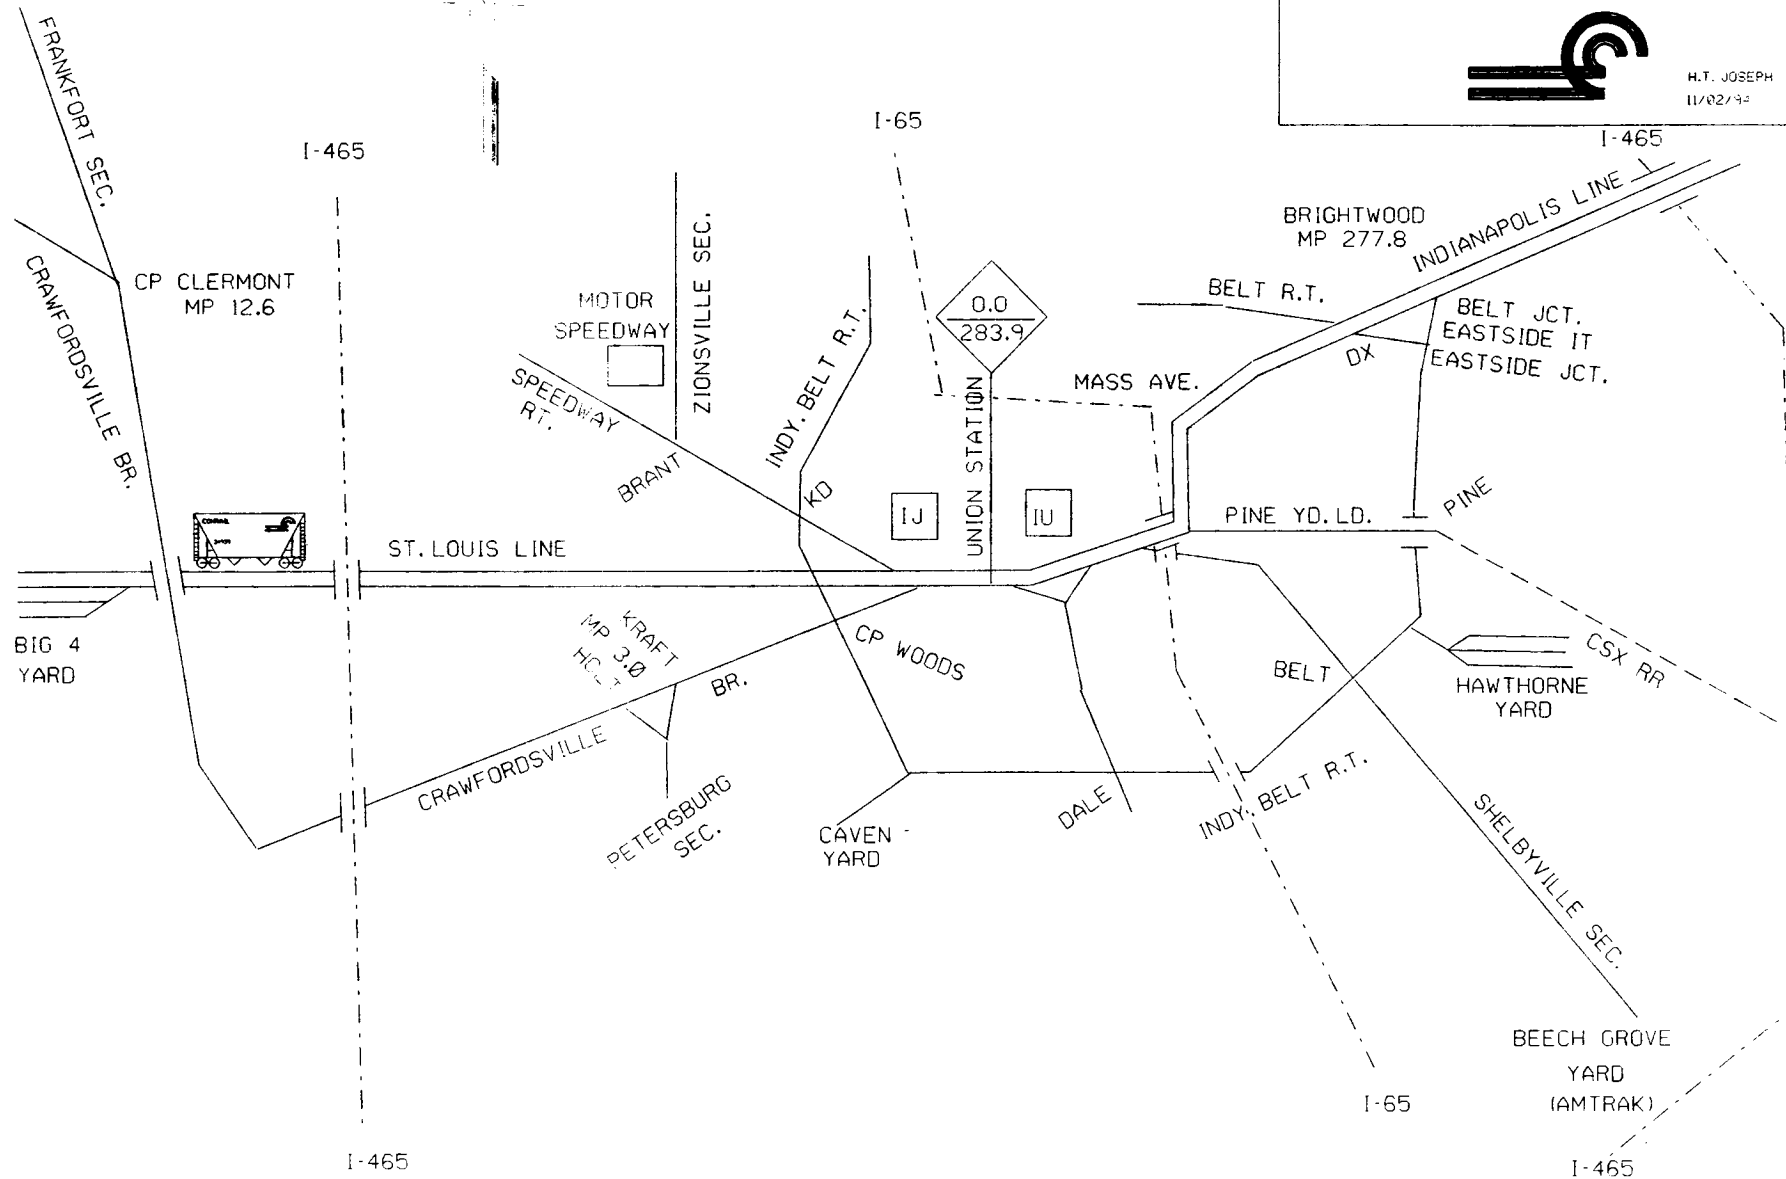 H.T. JOSEPH
I-465
I-65
I-465
FRANKFORT SEC.
CRAWFORDSVILLE BR.
CP CLERMONT
MP 12.6
MOTOR
SPEEDWAY
ZIONSVILLE SEC.
SPEEDWAY
RT.
BRANT
INDY. BELT R.T.
KD
0.0
283.9
UNION STATION
IJ
IU
MASS AVE.
BRIGHTWOOD
MP 277.8
INDIANAPOLIS LINE
BELT R.T.
DX
BELT JCT.
EASTSIDE IT
EASTSIDE JCT.
PINE YD. LD.
PINE
CONRAIL
ST. LOUIS LINE
BIG 4
YARD
KRAFT
MP 3.0
CRAWFORDSVILLE
BR.
CP WOODS
PETERSBURG
SEC.
CAVEN
YARD
DALE
INDY. BELT R.T.
BELT
HAWTHORNE
YARD
CSX RR
SHELBYVILLE SEC.
BEECH GROVE
YARD
(AMTRAK)
I-465
I-65
I-465